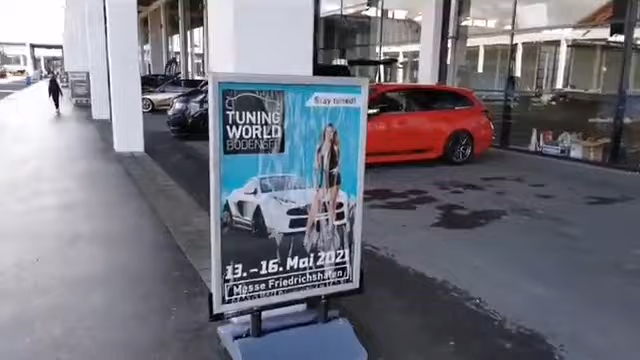 Stay tuned!
TUNING
WORLD
BODENSEE
13.-16.Mai 2021
Messe Friedrichshafen